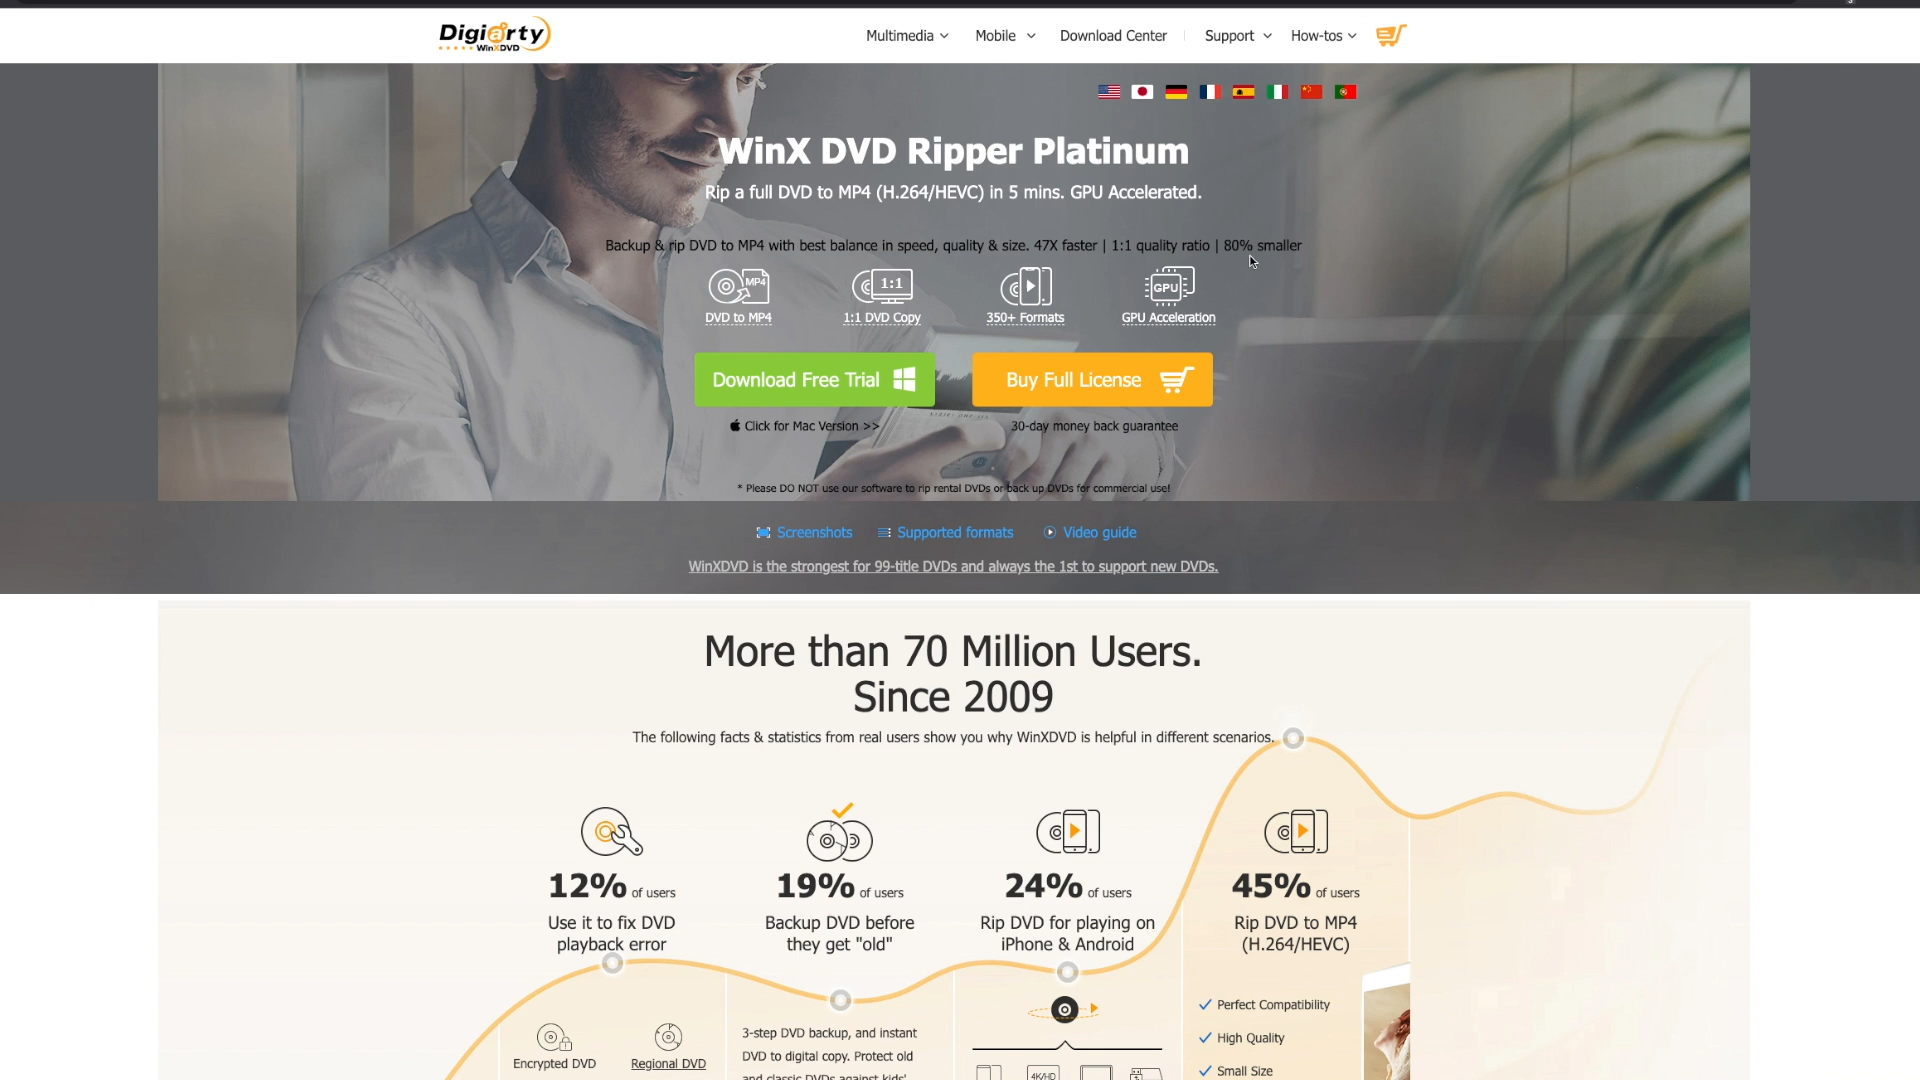 Digiarty
WinXDVD
Multimedia
Mobile
Download Center
Support
How-tos
WinX DVD Ripper Platinum
Rip a full DVD to MP4 (H.264/HEVC) in 5 mins. GPU Accelerated.
Backup & rip DVD to MP4 with best balance in speed, quality & size. 47X faster | 1:1 quality ratio | 80% smaller
MP4
1:1
GPU
DVD to MP4
1:1 DVD Copy
350+ Formats
GPU Acceleration
Download Free Trial
Buy Full License
Click for Mac Version >>
30-day money back guarantee
* Please DO NOT use our software to rip rental DVDs or back up DVDs for commercial use!
Screenshots
Supported formats
Video guide
WinXDVD is the strongest for 99-title DVDs and always the 1st to support new DVDs.
More than 70 Million Users.
Since 2009
The following facts & statistics from real users show you why WinXDVD is helpful in different scenarios.
12% of users
Use it to fix DVD
playback error
19% of users
Backup DVD before
they get "old"
24% of users
Rip DVD for playing on
iPhone & Android
45% of users
Rip DVD to MP4
(H.264/HEVC)
Encrypted DVD
Regional DVD
3-step DVD backup, and instant
DVD to digital copy. Protect old
and classic DVDs against kids'
4K/HD
Perfect Compatibility
High Quality
Small Size